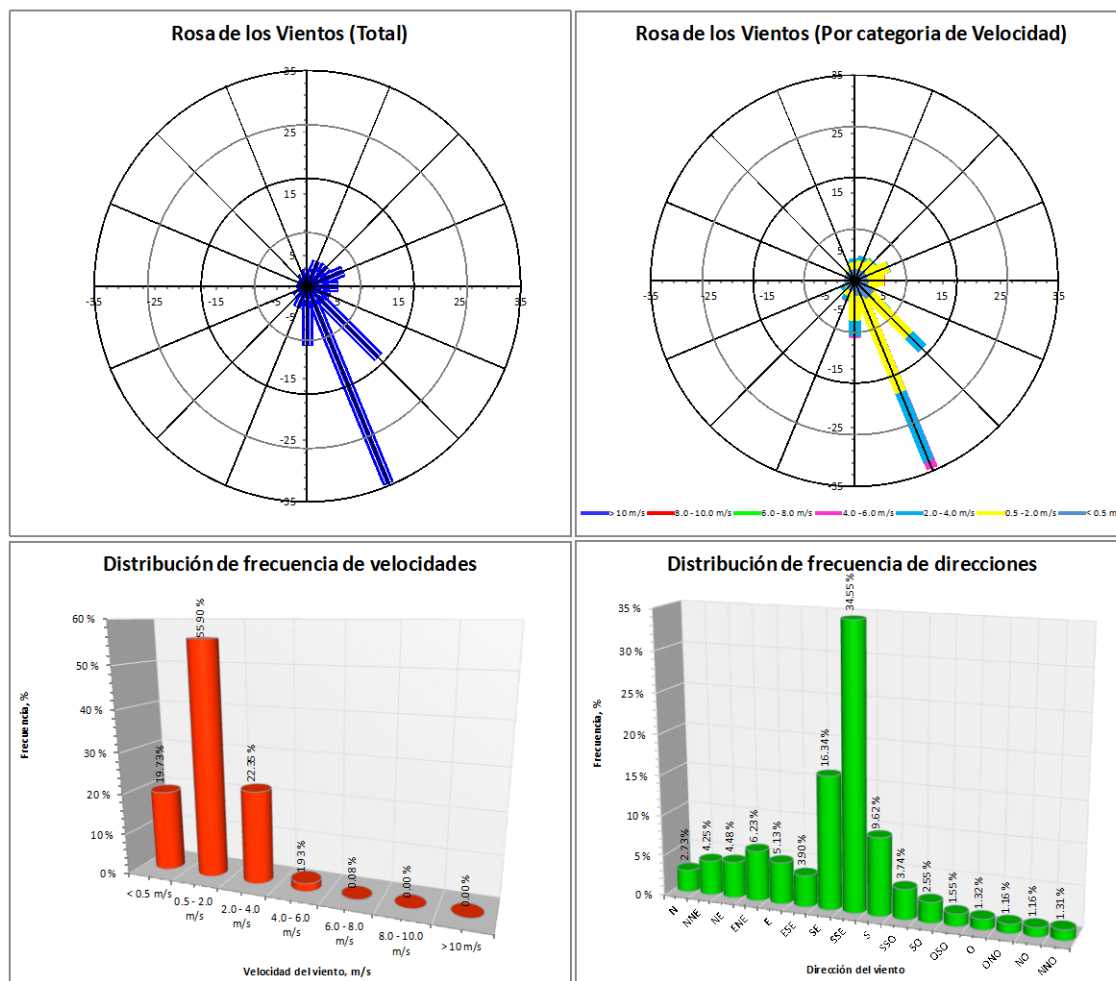 Rosa de los Vientos (Total)
35
25
15
5
-35
-25
-15
-5
5
15
25
35
-5
-15
-25
-35
Rosa de los Vientos (Por categoria de Velocidad)
35
25
15
5
-35
-25
-15
-5
5
15
25
35
-5
-15
-25
-35
> 10 m/s
8.0 - 10.0 m/s
6.0 - 8.0 m/s
4.0 - 6.0 m/s
2.0 - 4.0 m/s
0.5 - 2.0 m/s
< 0.5 m
Distribución de frecuencia de velocidades
Frecuencia, %
60 %
50 %
40 %
30 %
20 %
10 %
0 %
19.73%
55.90 %
22.35 %
1.93 %
0.08 %
0.00 %
0.00 %
< 0.5 m/s
0.5 - 2.0
m/s
2.0 - 4.0
m/s
4.0 - 6.0
m/s
6.0 - 8.0
m/s
8.0 - 10.0
m/s
> 10 m/s
Velocidad del viento, m/s
Distribución de frecuencia de direcciones
Frecuencia, %
35 %
30 %
25 %
20 %
15 %
10 %
5 %
0 %
2.73 %
4.25 %
4.48 %
6.23 %
5.13 %
3.90 %
16.34 %
34.55 %
9.62 %
3.74 %
2.55 %
1.55 %
1.32 %
1.16 %
1.16 %
1.31 %
N
NNE
NE
ENE
E
ESE
SE
SSE
S
SSO
SO
OSO
O
ONO
NO
NNO
Dirección del viento